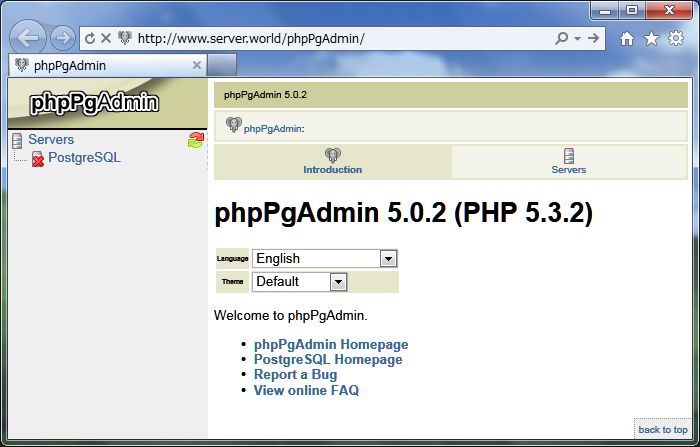 http://www.server.world/phpPgAdmin/
phpPgAdmin
phpPgAdmin
Servers
PostgreSQL
phpPgAdmin 5.0.2
phpPgAdmin:
Introduction
Servers
phpPgAdmin 5.0.2 (PHP 5.3.2)
Language English
Theme Default
Welcome to phpPgAdmin.
• phpPgAdmin Homepage
• PostgreSQL Homepage
• Report a Bug
• View online FAQ
back to top